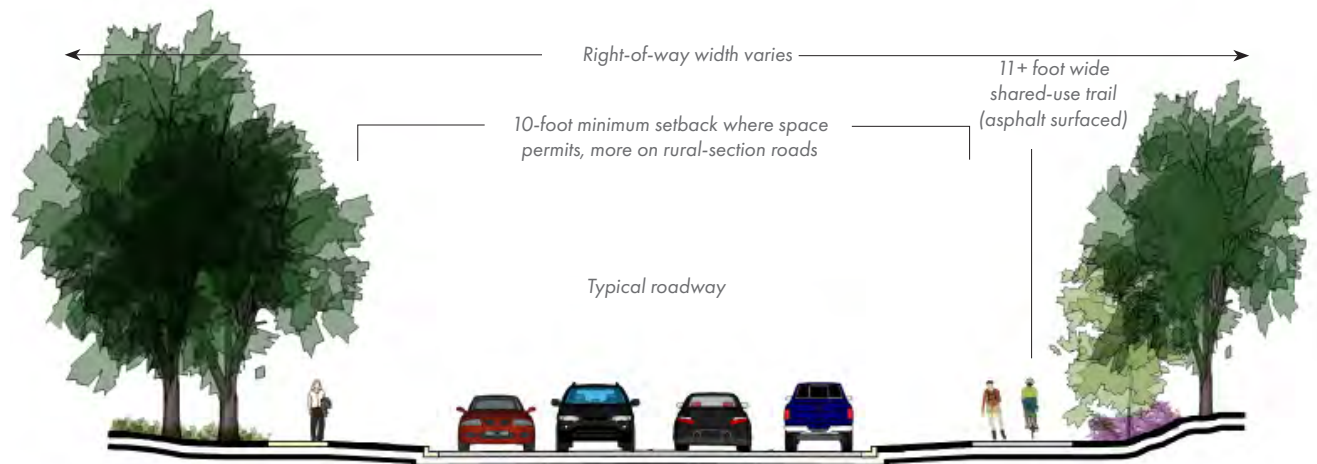 Right-of-way width varies
11+ foot wide
shared-use trail
(asphalt surfaced)
10-foot minimum setback where space
permits, more on rural-section roads
Typical roadway